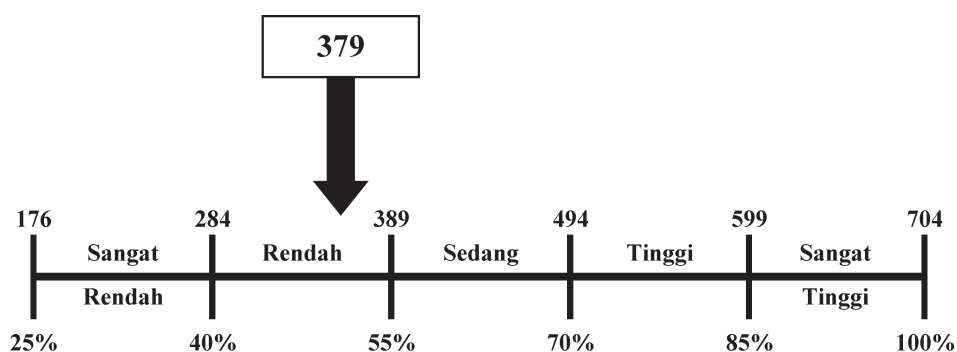 379
176 284 389 494 599 704
Sangat Rendah Sedang Tinggi Sangat
Rendah Tinggi
25% 40% 55% 70% 85% 100%